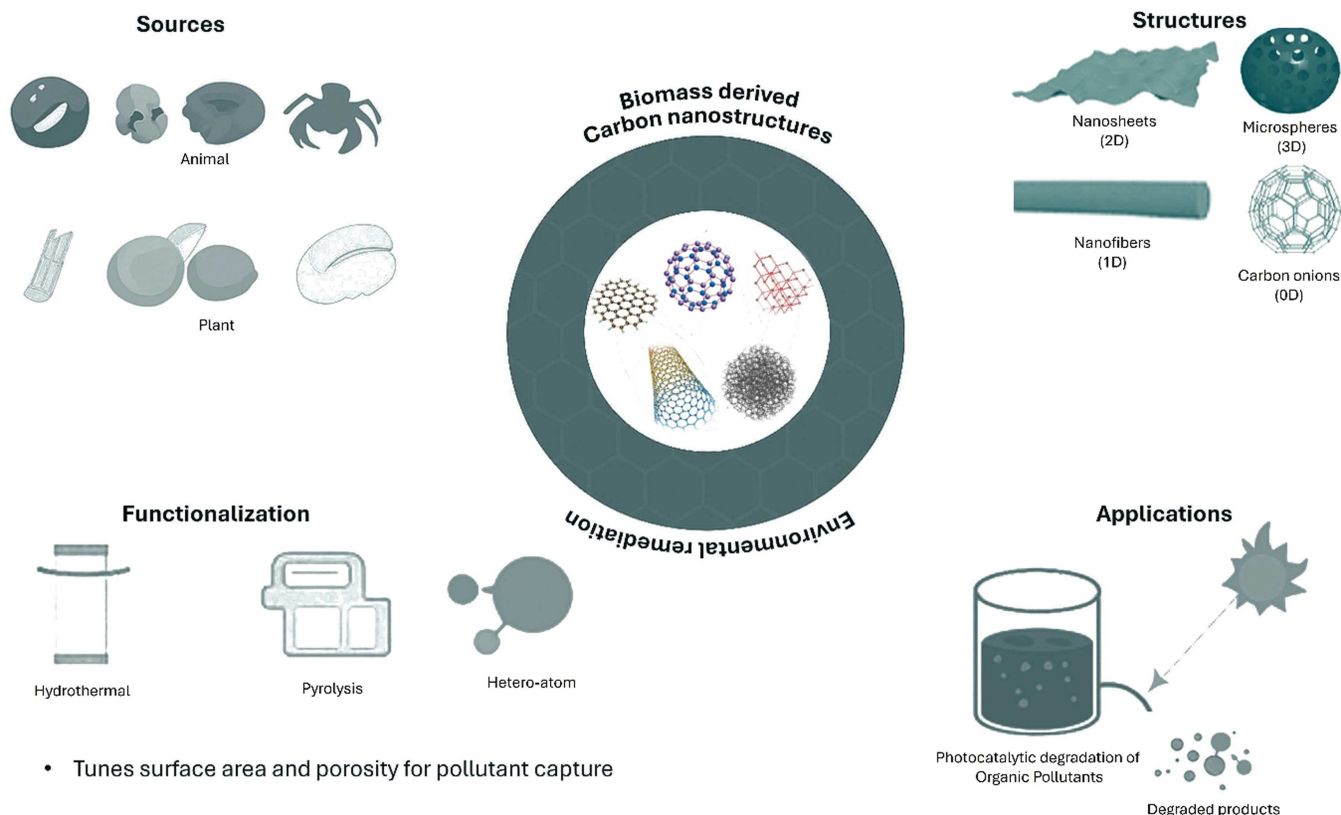 Sources
Animal
Plant
Biomass derived
Carbon nanostructures
Environmental remediation
Structures
Nanosheets
(2D)
Microspheres
(3D)
Nanofibers
(1D)
Carbon onions
(0D)
Functionalization
Hydrothermal
Pyrolysis
Hetero-atom
• Tunes surface area and porosity for pollutant capture
Applications
Photocatalytic degradation of
Organic Pollutants
Degraded products